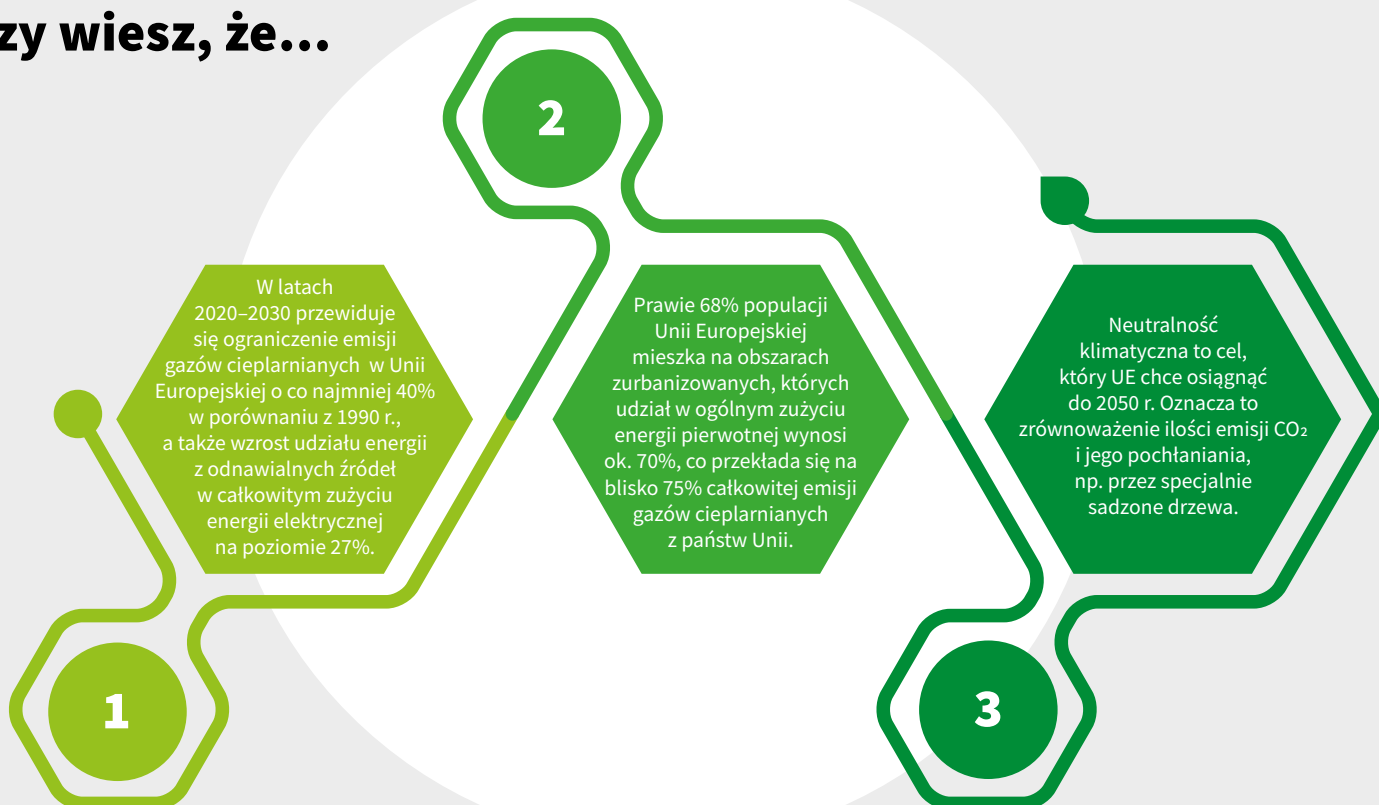 zy wiesz, że...
1
W latach
2020–2030 przewiduje
się ograniczenie emisji
gazów cieplarnianych w Unii
Europejskiej o co najmniej 40%
w porównaniu z 1990 r.,
a także wzrost udziału energii
z odnawialnych źródeł
w całkowitym zużyciu
energii elektrycznej
na poziomie 27%.
2
Prawie 68% populacji
Unii Europejskiej
mieszka na obszarach
zurbanizowanych, których
udział w ogólnym zużyciu
energii pierwotnej wynosi
ok. 70%, co przekłada się na
blisko 75% całkowitej emisji
gazów cieplarnianych
z państw Unii.
3
Neutralność
klimatyczna to cel,
który UE chce osiągnąć
do 2050 r. Oznacza to
zrównoważenie ilości emisji CO₂
i jego pochłaniania,
np. przez specjalnie
sadzone drzewa.